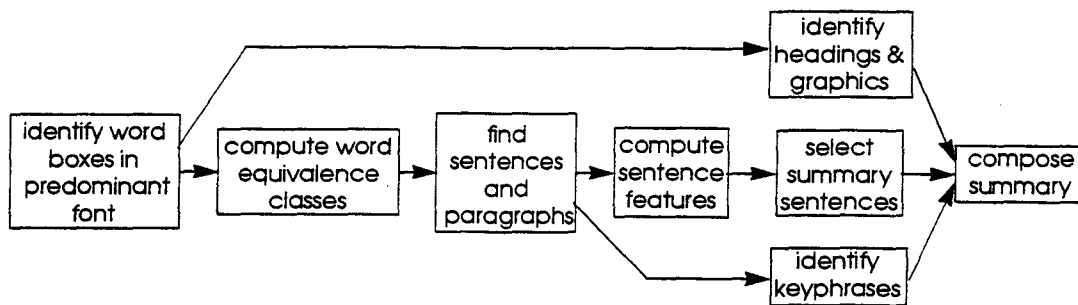 identify
headings &
graphics
identify word
boxes in
predominant
font
compute word
equivalence
classes
find
sentences
and
paragraphs
compute
sentence
features
select
summary
sentences
compose
summary
identify
keyphrases